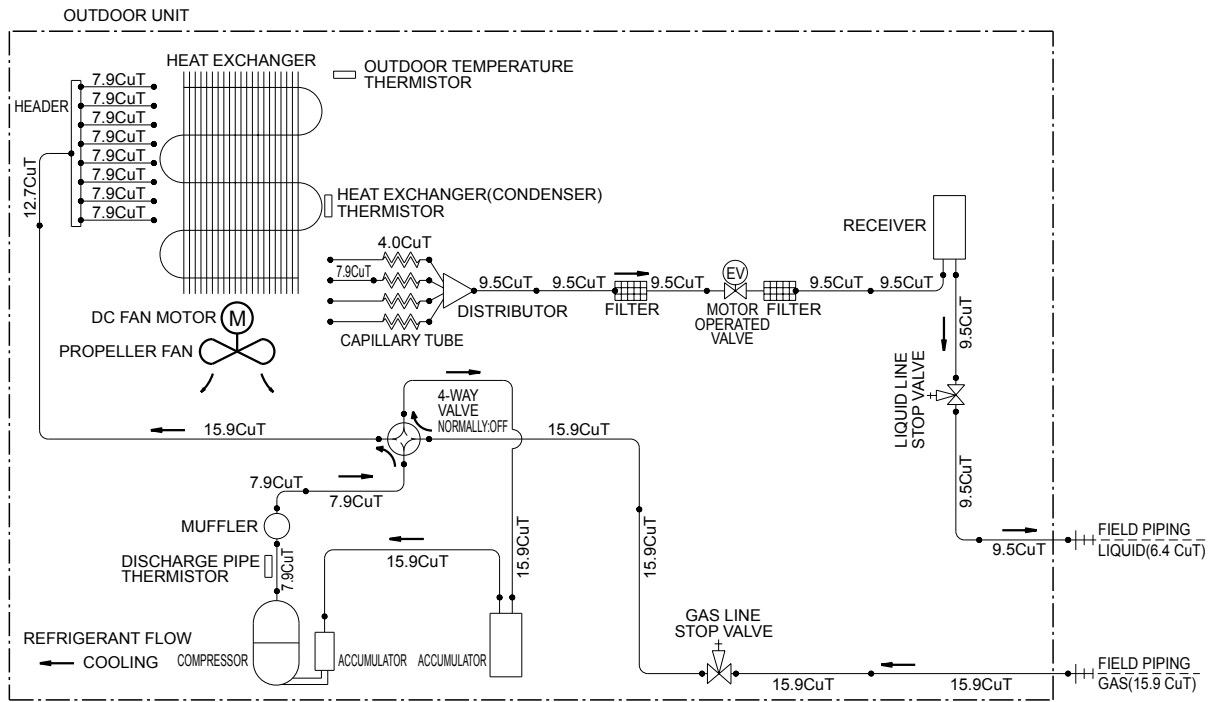 OUTDOOR UNIT
HEAT EXCHANGER
OUTDOOR TEMPERATURE
THERMISTOR
HEADER
7.9CuT
7.9CuT
7.9CuT
7.9CuT
7.9CuT
7.9CuT
7.9CuT
7.9CuT
12.7CuT
HEAT EXCHANGER(CONDENSER)
THERMISTOR
RECEIVER
4.0CuT
7.9CuT
CAPILLARY TUBE
DISTRIBUTOR
9.5CuT
9.5CuT
FILTER
9.5CuT
EV
MOTOR
OPERATED
VALVE
FILTER
9.5CuT
9.5CuT
9.5CuT
LIQUID LINE
STOP VALVE
9.5CuT
9.5CuT
FIELD PIPING
LIQUID(6.4 CuT)
DC FAN MOTOR
M
PROPELLER FAN
4-WAY
VALVE
NORMALLY:OFF
15.9CuT
15.9CuT
7.9CuT
7.9CuT
MUFFLER
DISCHARGE PIPE
THERMISTOR
7.9CuT
15.9CuT
15.9CuT
15.9CuT
GAS LINE
STOP VALVE
REFRIGERANT FLOW
COOLING
COMPRESSOR
ACCUMULATOR
ACCUMULATOR
15.9CuT
15.9CuT
FIELD PIPING
GAS(15.9 CuT)